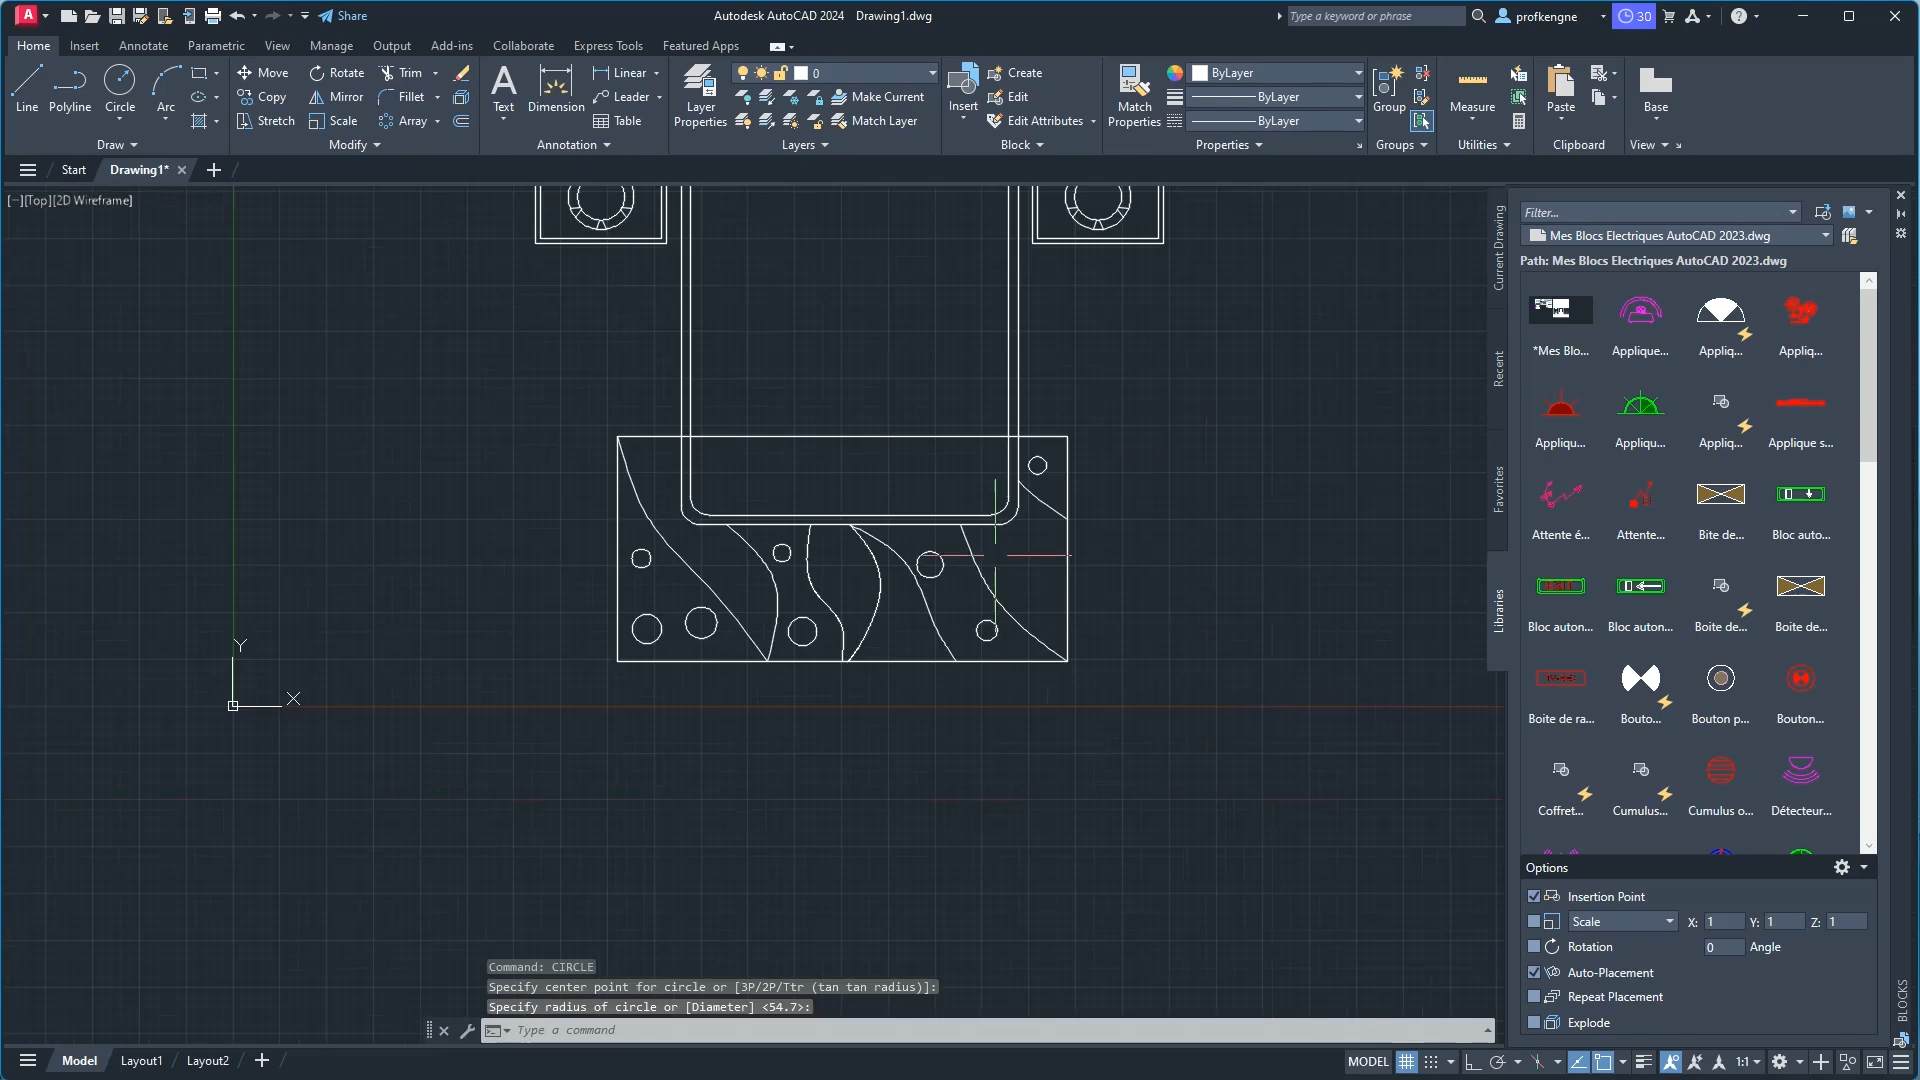 Share
Autodesk AutoCAD 2024 Drawing1.dwg
Type a keyword or phrase
profkengne
30
Home Insert Annotate Parametric View Manage Output Add-ins Collaborate Express Tools Featured Apps
Line Polyline Circle Arc
Move Rotate Trim
Copy Mirror Fillet
Stretch Scale Array
Text Dimension
Linear
Leader
Table
Layer
Properties
0
Make Current
Match Layer
Insert
Create
Edit
Edit Attributes
Match
Properties
ByLayer
ByLayer
ByLayer
Group Measure Paste Base
Draw Modify Annotation Layers Block Properties Groups Utilities Clipboard View
Start Drawing1*
[−][Top][2D Wireframe]
Y
X
Command: CIRCLE
Specify center point for circle or [3P/2P/Ttr (tan tan radius)]:
Specify radius of circle or [Diameter] <54.7>:
Type a command
Current Drawing
Recent
Favorites
Libraries
Filter...
Mes Blocs Electriques AutoCAD 2023.dwg
Path: Mes Blocs Electriques AutoCAD 2023.dwg
*Mes Blo... Applique... Appliq... Appliq...
Appliqu... Appliqu... Appliq... Applique s...
Attente é... Attente... Bite de... Bloc auto...
Bloc auton... Bloc auton... Boite de... Boite de...
Boite de ra... Bouto... Bouton p... Bouton...
Coffret... Cumulus... Cumulus o... Détecteur...
Options
Insertion Point
Scale X: 1 Y: 1 Z: 1
Rotation 0 Angle
Auto-Placement
Repeat Placement
Explode
BLOCKS
Model Layout1 Layout2
MODEL
1:1